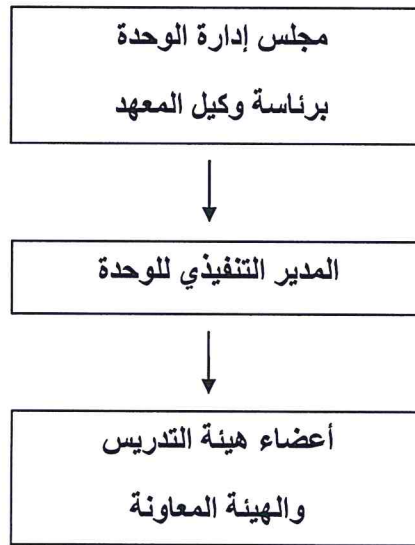 مجلس إدارة الوحدة
برئاسة وكيل المعهد
المدير التنفيذي للوحدة
أعضاء هيئة التدريس
والهيئة المعاونة